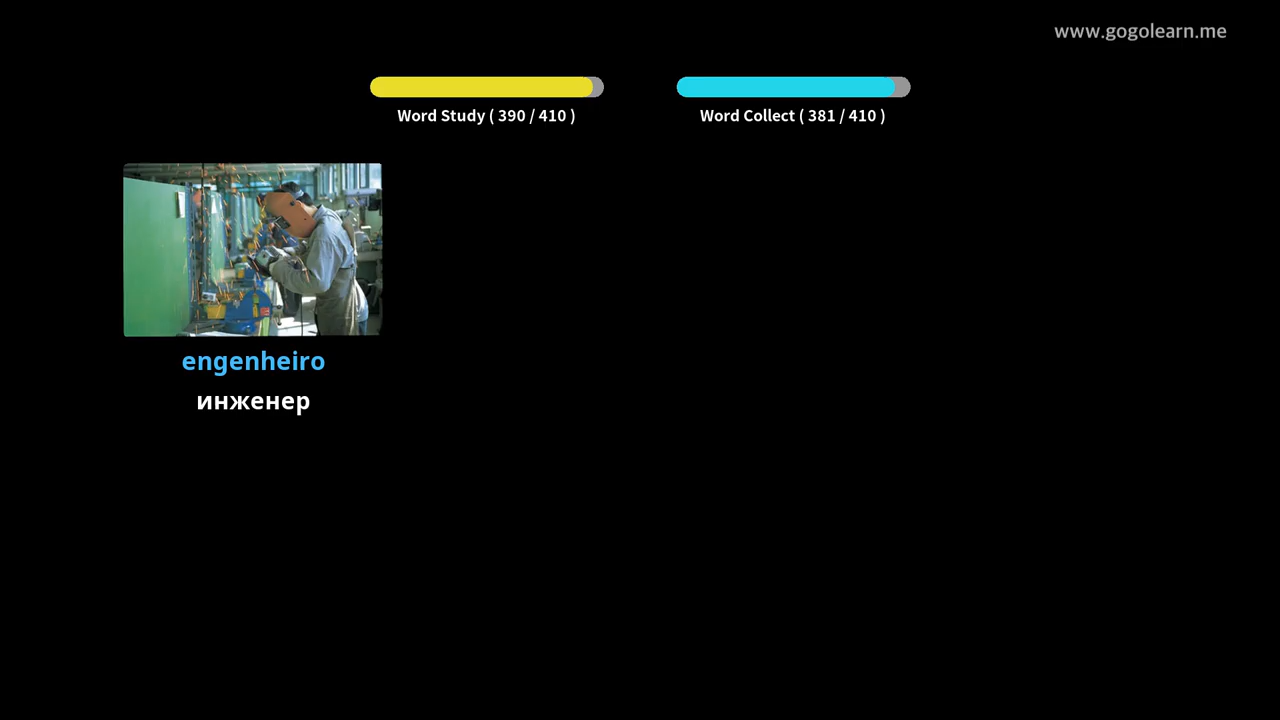 www.gogolearn.me
Word Study ( 390 / 410 )
Word Collect ( 381 / 410 )
engenheiro
инженер